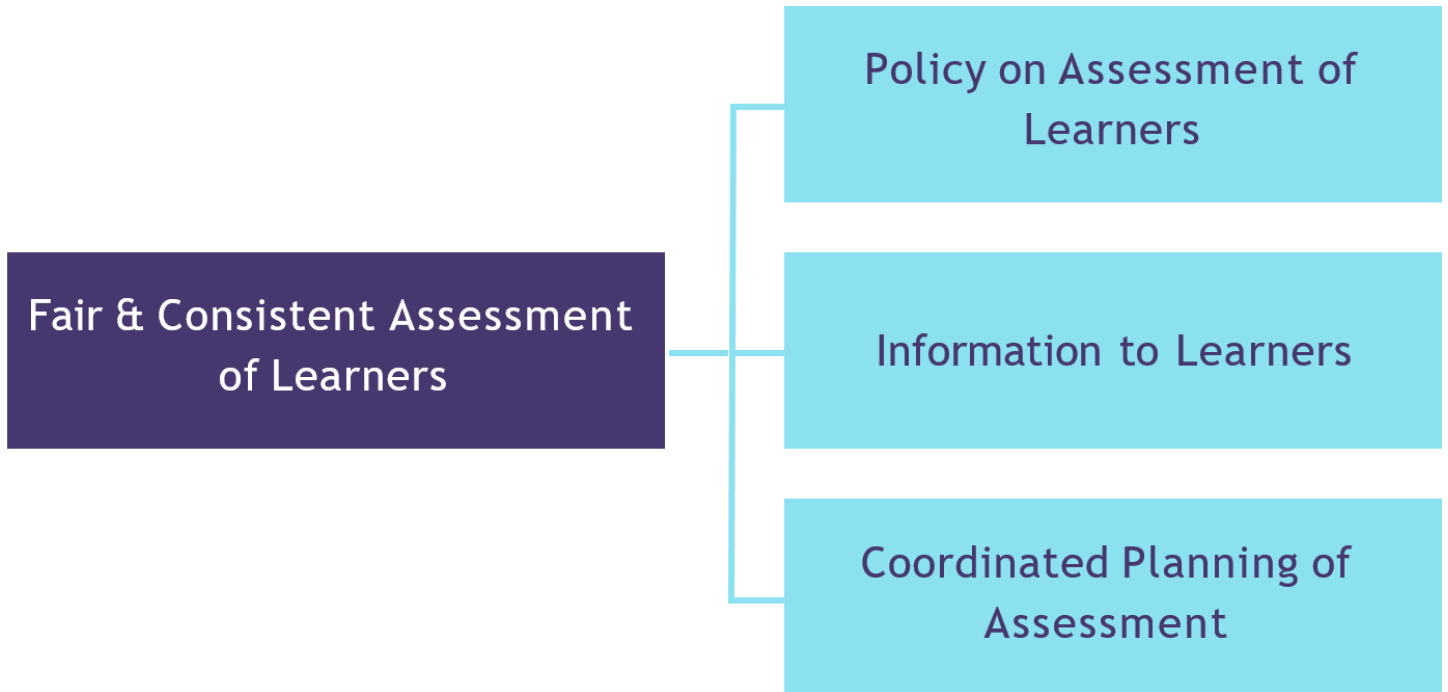 Policy on Assessment of
Learners
Fair & Consistent Assessment
of Learners
Information to Learners
Coordinated Planning of
Assessment